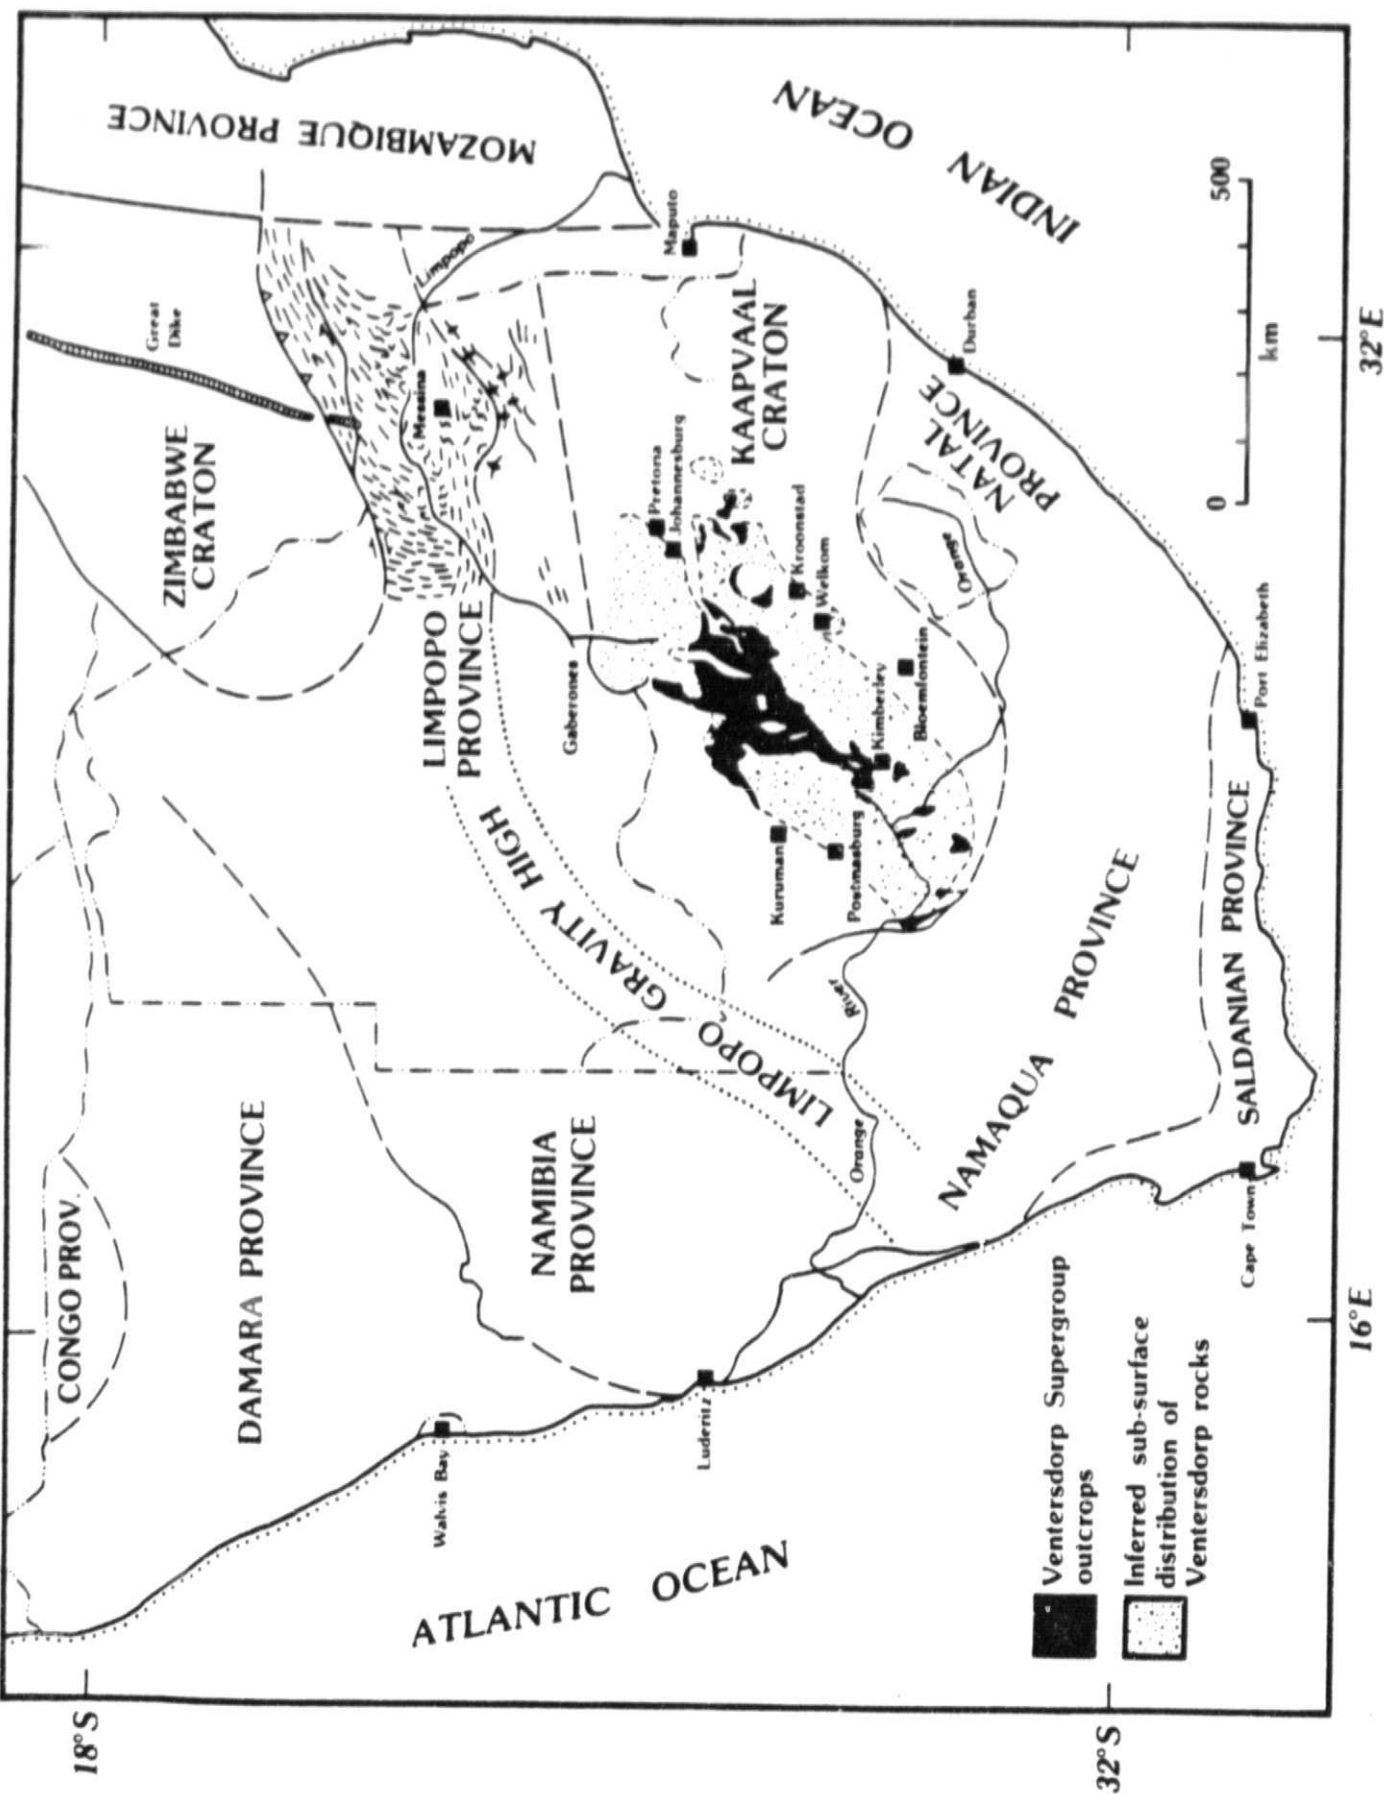 18°S
32°S
16°E
32°E
CONGO PROV.
DAMARA PROVINCE
NAMIBIA
PROVINCE
ZIMBABWE
CRATON
Great
Dike
MOZAMBIQUE PROVINCE
LIMPOPO
PROVINCE
LIMPOPO GRAVITY HIGH
Limpopo
Messina
Gaberones
Pretoria
Johannesburg
KAAPVAAL
CRATON
Maputo
Kroonstad
Welkom
Kimberley
Bloemfontein
Kuruman
Postmasburg
Orange
River
Orange
NATAL
PROVINCE
Durban
NAMAQUA PROVINCE
SALDANIAN PROVINCE
Port Elizabeth
Cape Town
Luderitz
Walvis Bay
ATLANTIC OCEAN
INDIAN OCEAN
0
500
km
Ventersdorp Supergroup
outcrops
Inferred sub-surface
distribution of
Ventersdorp rocks